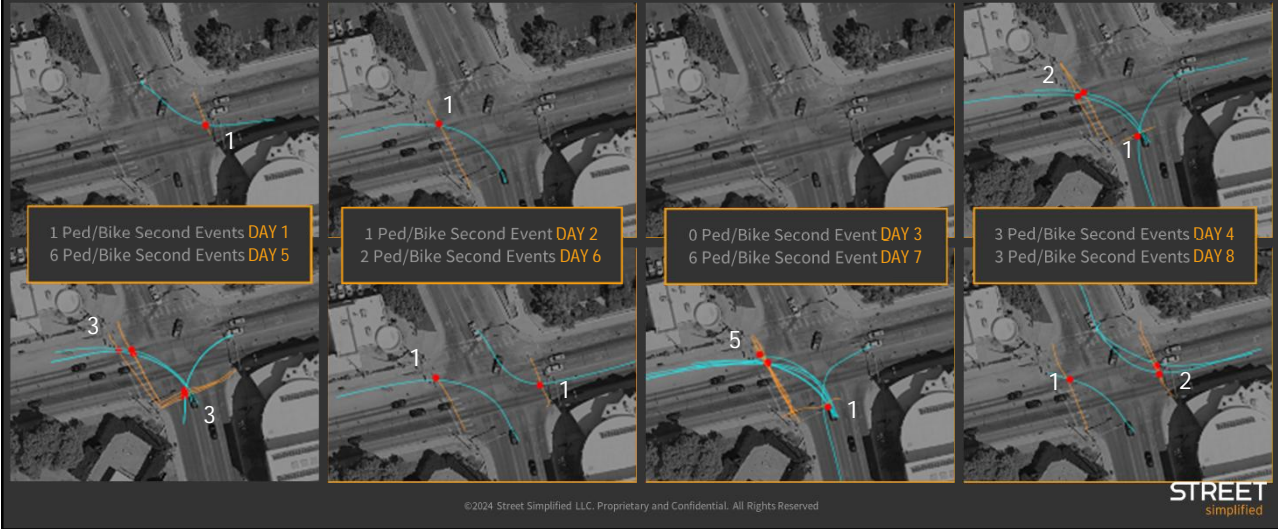 1
1
2
1
1
1 Ped/Bike Second Events DAY 1
6 Ped/Bike Second Events DAY 5
1 Ped/Bike Second Event DAY 2
2 Ped/Bike Second Events DAY 6
0 Ped/Bike Second Event DAY 3
6 Ped/Bike Second Events DAY 7
3 Ped/Bike Second Events DAY 4
3 Ped/Bike Second Events DAY 8
3
3
1
1
5
1
1
2
©2024 Street Simplified LLC. Proprietary and Confidential. All Rights Reserved
STREET
simplified